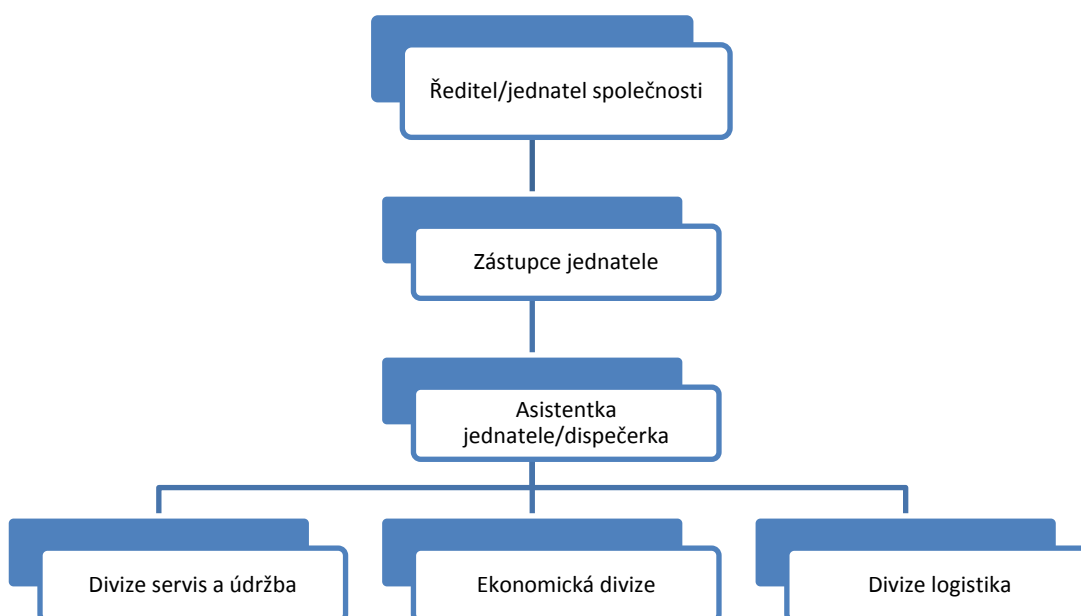 Ředitel/jednatel společnosti
Zástupce jednatele
Asistentka
jednatele/dispečerka
Divize servis a údržba
Ekonomická divize
Divize logistika